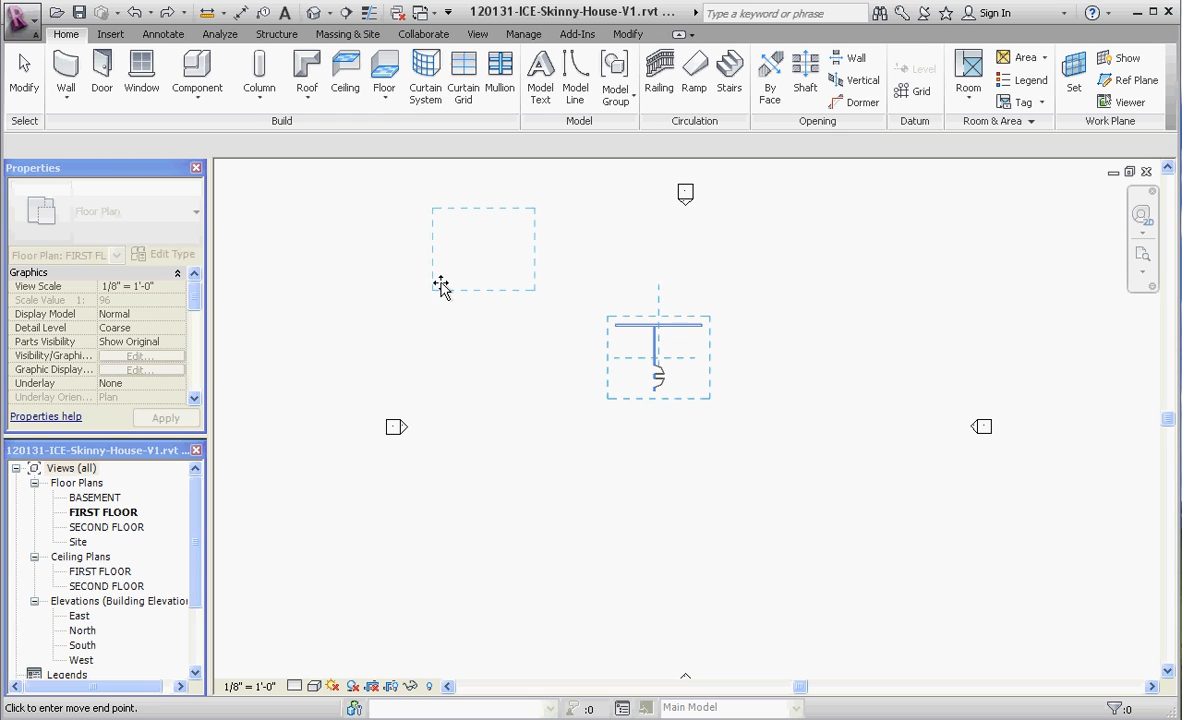 120131-ICE-Skinny-House-V1.rvt ...
Type a keyword or phrase
Sign In
Home Insert Annotate Analyze Structure Massing & Site Collaborate View Manage Add-Ins Modify
Modify
Wall
Door
Window
Component
Column
Roof
Ceiling
Floor
Curtain System
Curtain Grid
Mullion
Model Text
Model Line
Model Group
Railing
Ramp
Stairs
By Face
Shaft
Wall
Vertical
Dormer
Level
Grid
Room
Area
Legend
Tag
Set
Show
Ref Plane
Viewer
Select Build Model Circulation Opening Datum Room & Area Work Plane
Properties
Floor Plan
Floor Plan: FIRST FL Edit Type
Graphics
View Scale 1/8" = 1'-0"
Scale Value 1: 96
Display Model Normal
Detail Level Coarse
Parts Visibility Show Original
Visibility/Graphi... Edit...
Graphic Display... Edit...
Underlay None
Underlay Orien... Plan
Properties help Apply
120131-ICE-Skinny-House-V1.rvt ...
Views (all)
Floor Plans
BASEMENT
FIRST FLOOR
SECOND FLOOR
Site
Ceiling Plans
FIRST FLOOR
SECOND FLOOR
Elevations (Building Elevatio
East
North
South
West
Legends
2D
1/8" = 1'-0"
Click to enter move end point.
:0
Main Model
:0